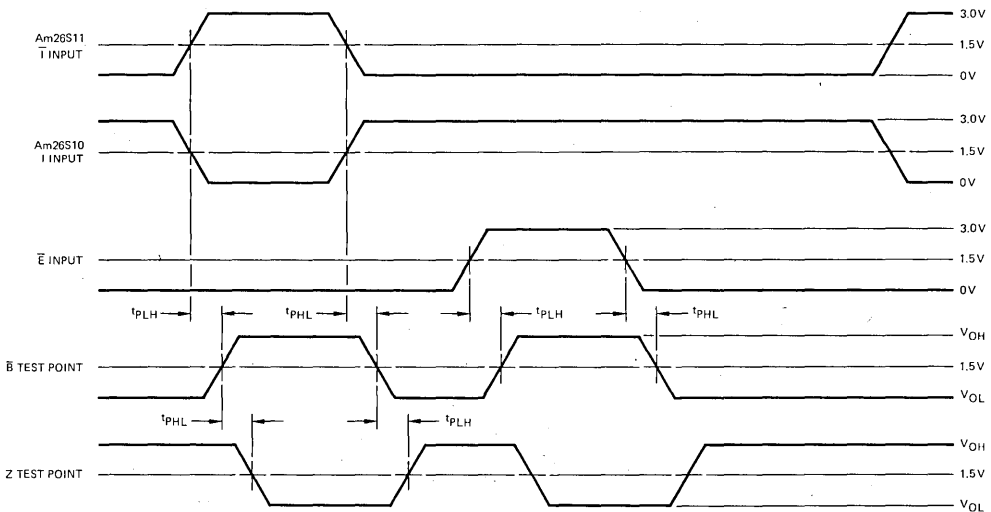 3.0V
Am26S11
I̅ INPUT
1.5V
0V
3.0V
Am26S10
I INPUT
1.5V
0V
3.0V
E̅ INPUT
1.5V
0V
tPLH tPHL tPLH tPHL
VOH
B̅ TEST POINT
1.5V
VOL
tPHL tPLH
VOH
Z TEST POINT
1.5V
VOL